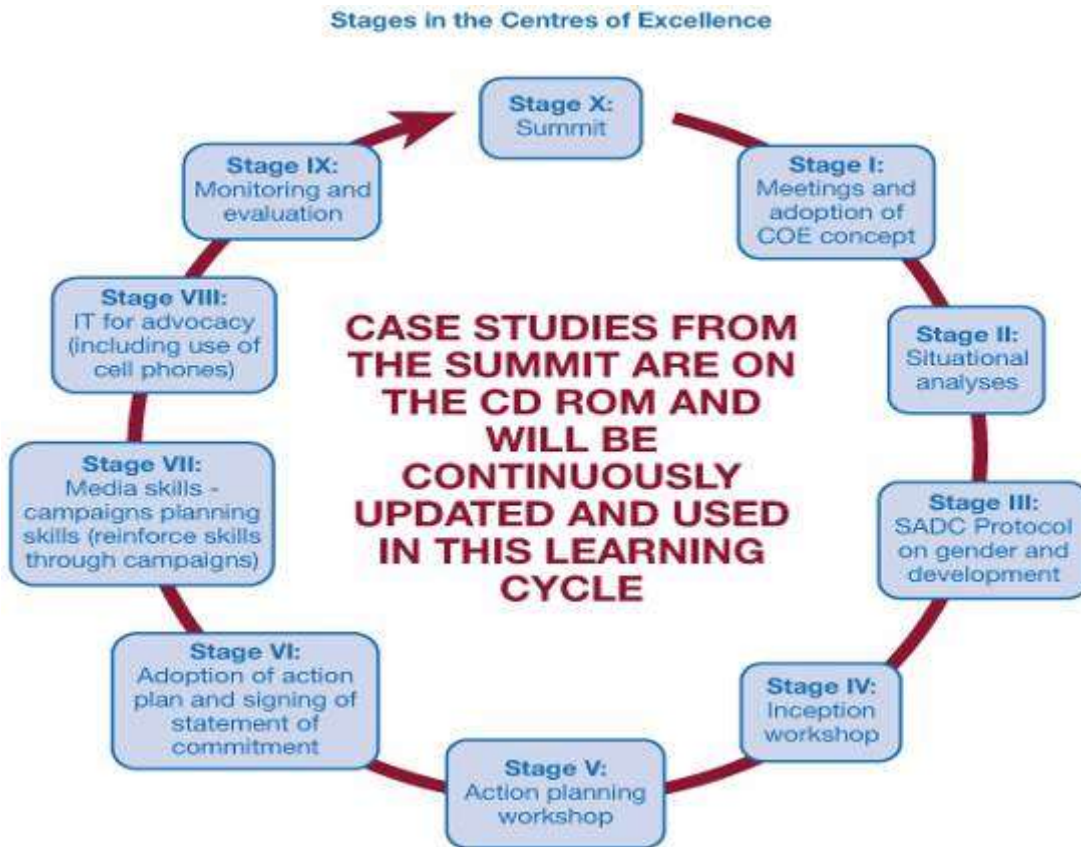 Stages in the Centres of Excellence
Stage X:
Summit
Stage I:
Meetings and
adoption of
COE concept
Stage II:
Situational
analyses
Stage III:
SADC Protocol
on gender and
development
Stage IV:
Inception
workshop
Stage V:
Action planning
workshop
Stage VI:
Adoption of action
plan and signing of
statement of
commitment
Stage VII:
Media skills -
campaigns planning
skills (reinforce skills
through campaigns)
Stage VIII:
IT for advocacy
(including use of
cell phones)
Stage IX:
Monitoring and
evaluation
CASE STUDIES FROM
THE SUMMIT ARE ON
THE CD ROM AND
WILL BE
CONTINUOUSLY
UPDATED AND USED
IN THIS LEARNING
CYCLE